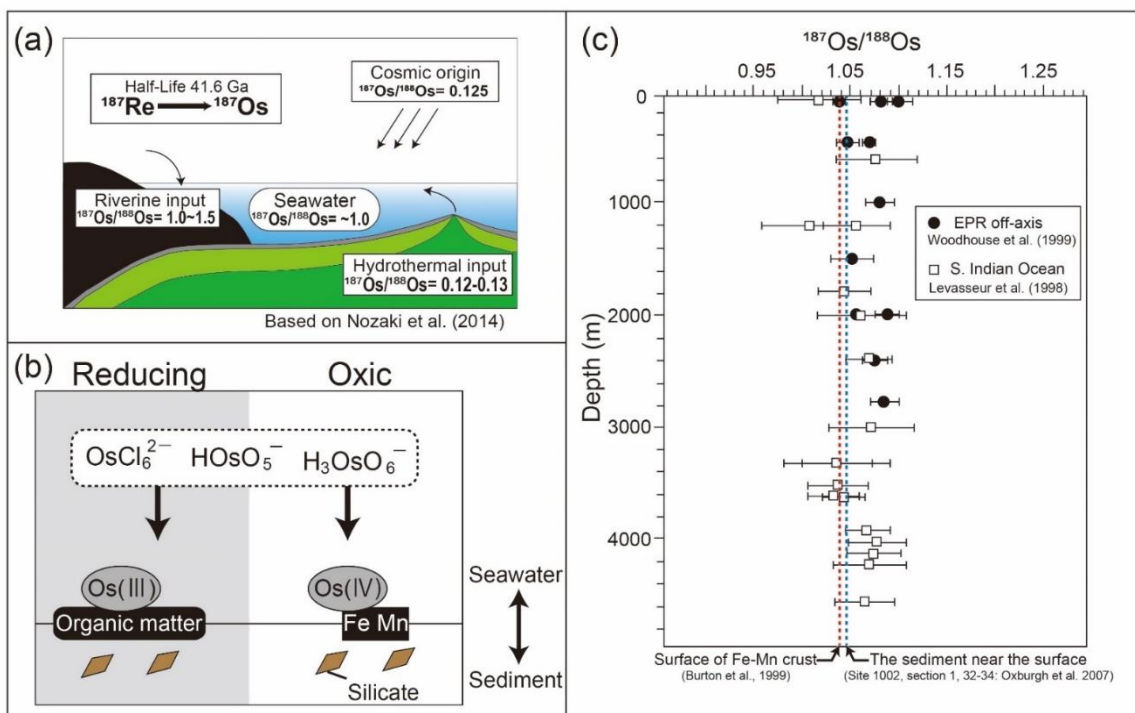 (a)
Half-Life 41.6 Ga
¹⁸⁷Re ¹⁸⁷Os
Cosmic origin
¹⁸⁷Os/¹⁸⁸Os= 0.125
Riverine input
¹⁸⁷Os/¹⁸⁸Os= 1.0~1.5
Seawater
¹⁸⁷Os/¹⁸⁸Os= ~1.0
Hydrothermal input
¹⁸⁷Os/¹⁸⁸Os= 0.12-0.13
Based on Nozaki et al. (2014)
(b)
Reducing Oxic
OsCl₆²⁻ HOsO₅⁻ H₃OsO₆⁻
Os(III) Os(IV)
Organic matter Fe Mn
Silicate
Seawater
Sediment
(c)
¹⁸⁷Os/¹⁸⁸Os
0.95 1.05 1.15 1.25
Depth (m)
0
1000
2000
3000
4000
EPR off-axis
Woodhouse et al. (1999)
S. Indian Ocean
Levasseur et al. (1998)
Surface of Fe-Mn crust
(Burton et al., 1999)
The sediment near the surface
(Site 1002, section 1, 32-34: Oxburgh et al. 2007)